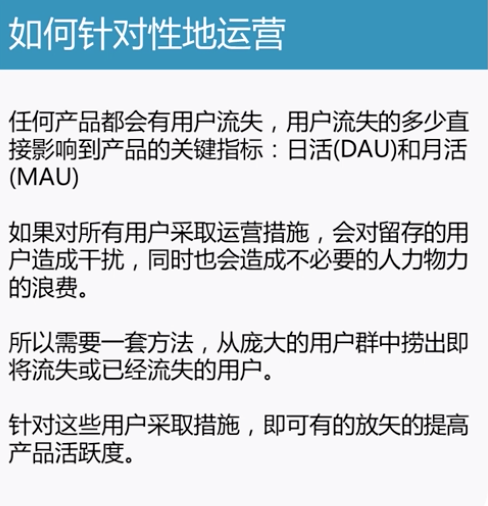 如何针对性地运营
任何产品都会有用户流失，用户流失的多少直
接影响到产品的关键指标：日活(DAU)和月活
(MAU)
如果对所有用户采取运营措施，会对留存的用
户造成干扰，同时也会造成不必要的人力物力
的浪费。
所以需要一套方法，从庞大的用户群中捞出即
将流失或已经流失的用户。
针对这些用户采取措施，即可有的放矢的提高
产品活跃度。